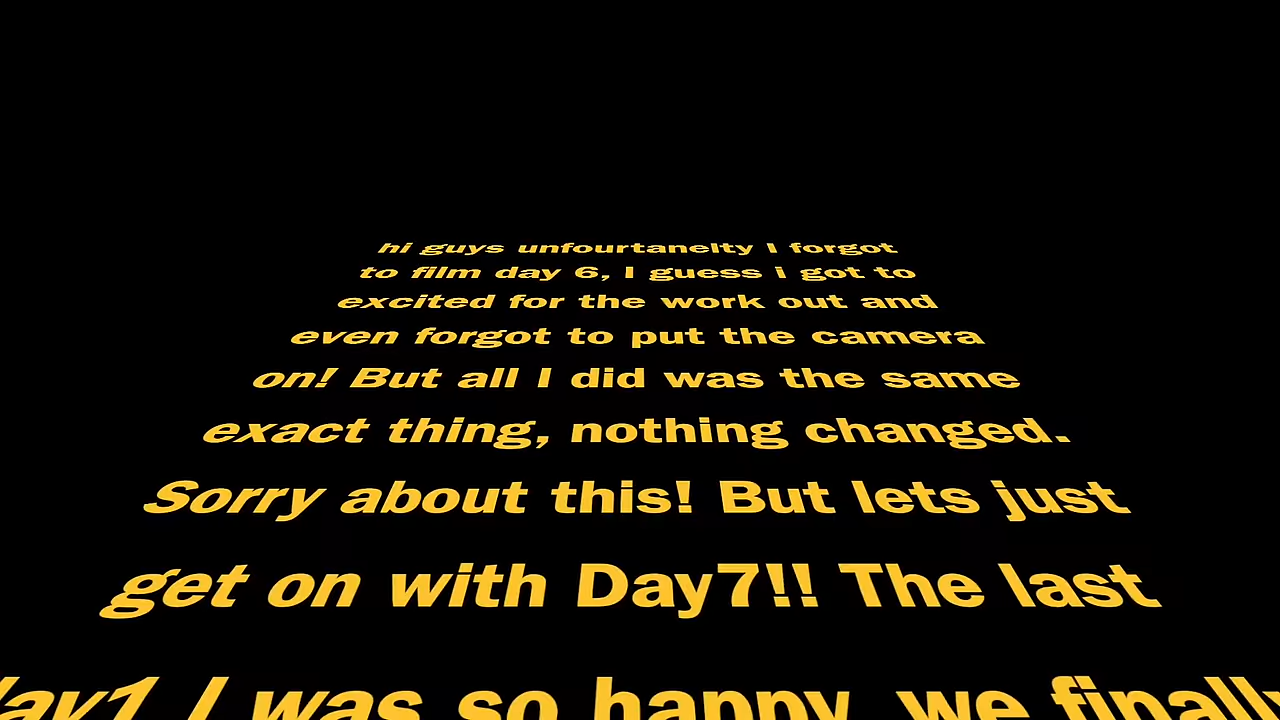 hi guys unfourtanelty I forgot
to film day 6, I guess i got to
excited for the work out and
even forgot to put the camera
on! But all I did was the same
exact thing, nothing changed.
Sorry about this! But lets just
get on with Day7!! The last
I was so happy, we finally